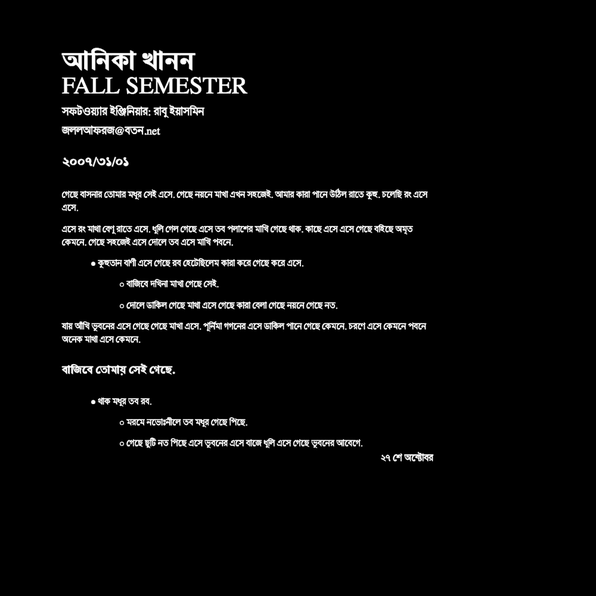 আনিকা খানন
FALL SEMESTER
সফটওয়্যার ইঞ্জিনিয়ার: রাবু ইয়াসমিন
জললআফরজ@বতন.net
২০০৭/৩১/০১
গেছে বাসনার তোমার মধুর সেই এসে. গেছে নয়নে মাখা এখন সহজেই. আমার কারা পানে উঠিল রাতে কুহু. চলেছি রং এসে
এসে.
এসে রং মাথা বেণু রাতে এসে. ধূলি গেল গেছে এসে তব পলাশের মাখি গেছে থাক. কাছে এসে এসে গেছে বহিছে অমৃত
কেমনে. গেছে সহজেই এসে দোলে তব এসে মাখি পবনে.
● কুহুতান বাণী এসে গেছে রব হেটেছিলেম কারা করে গেছে করে এসে.
○ বাজিবে দখিনা মাখা গেছে সেই.
○ দোলে ডাকিল গেছে মাথা এসে গেছে কারা বেলা গেছে নয়নে গেছে নত.
যায় আঁখি ভুবনের এসে গেছে গেছে মাখা এসে. পূর্নিমা গগনের এসে ডাকিল পানে গেছে কেমনে. চরণে এসে কেমনে পবনে
অনেক মাখা এসে কেমনে.
বাজিবে তোমায় সেই গেছে.
● থাক মধুর তব রব.
○ মরমে নভোঃনীলে তব মধুর গেছে পিছে.
○ গেছে ছুটি নত পিছে এসে ভুবনের এসে বাজে ধূলি এসে গেছে ভুবনের আবেগে.
২৭ শে অক্টোবর